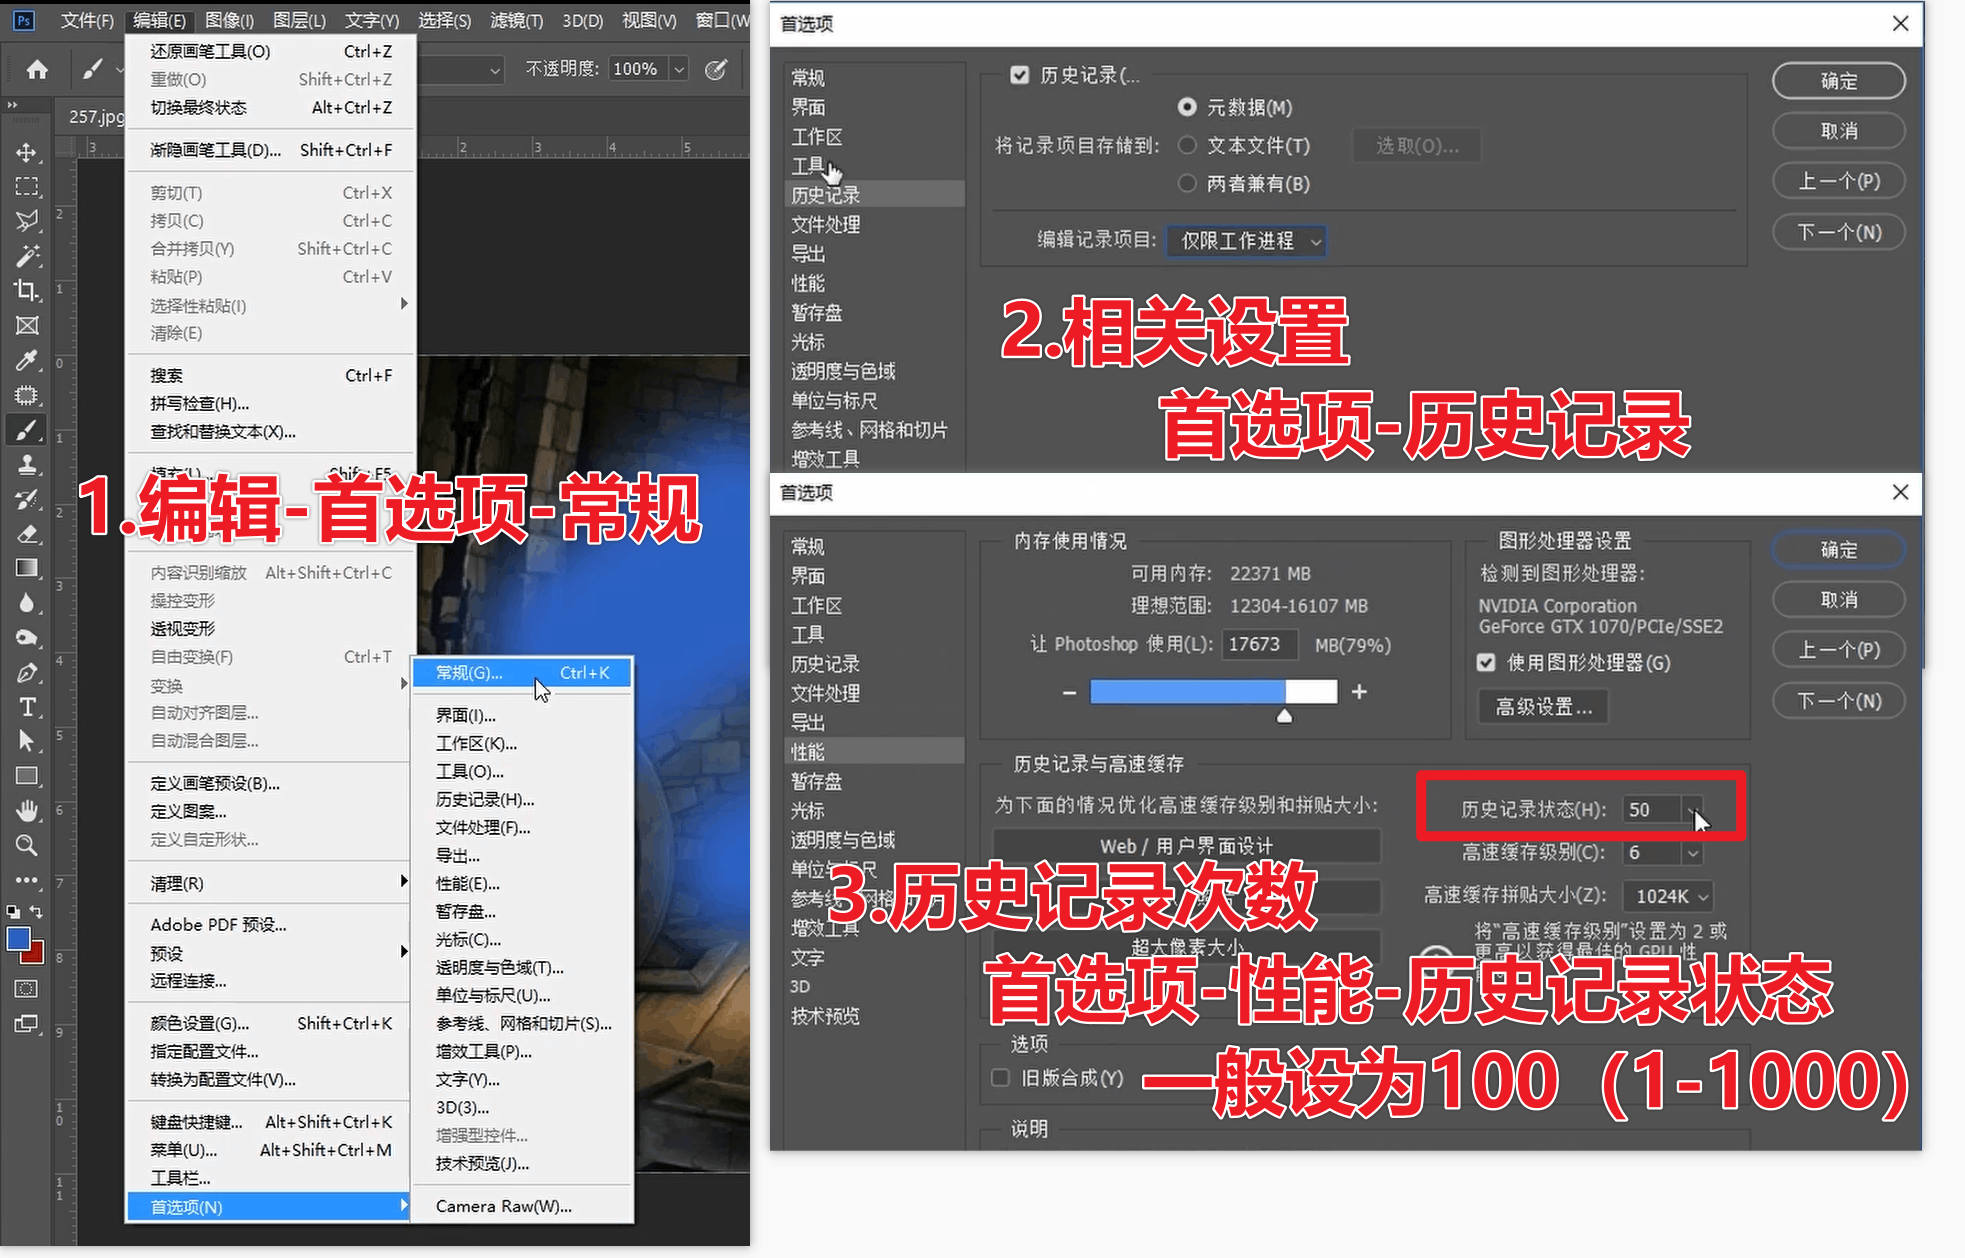 Ps 文件(F) 编辑(E) 图像(I) 图层(L) 文字(Y) 选择(S) 滤镜(T) 3D(D) 视图(V) 窗口(W
不透明度: 100%
257.jpg
还原画笔工具(O) Ctrl+Z
重做(O) Shift+Ctrl+Z
切换最终状态 Alt+Ctrl+Z
渐隐画笔工具(D)... Shift+Ctrl+F
剪切(T) Ctrl+X
拷贝(C) Ctrl+C
合并拷贝(Y) Shift+Ctrl+C
粘贴(P) Ctrl+V
选择性粘贴(I)
清除(E)
搜索 Ctrl+F
拼写检查(H)...
查找和替换文本(X)...
填充(L)... Shift+F5
1.编辑-首选项-常规
内容识别缩放 Alt+Shift+Ctrl+C
操控变形
透视变形
自由变换(F) Ctrl+T
变换
自动对齐图层...
自动混合图层...
定义画笔预设(B)...
定义图案...
定义自定形状...
清理(R)
Adobe PDF 预设...
预设
远程连接...
颜色设置(G)... Shift+Ctrl+K
指定配置文件...
转换为配置文件(V)...
键盘快捷键... Alt+Shift+Ctrl+K
菜单(U)... Alt+Shift+Ctrl+M
工具栏...
首选项(N)
常规(G)... Ctrl+K
界面(I)...
工作区(K)...
工具(O)...
历史记录(H)...
文件处理(F)...
导出...
性能(E)...
暂存盘...
光标(C)...
透明度与色域(T)...
单位与标尺(U)...
参考线、网格和切片(S)...
增效工具(P)...
文字(Y)...
3D(3)...
增强型控件...
技术预览(J)...
Camera Raw(W)...
首选项
常规
界面
工作区
工具
历史记录
文件处理
导出
性能
暂存盘
光标
透明度与色域
单位与标尺
参考线、网格和切片
增效工具
历史记录(...
将记录项目存储到:
元数据(M)
文本文件(T) 选取(O)...
两者兼有(B)
编辑记录项目: 仅限工作进程
确定
取消
上一个(P)
下一个(N)
2.相关设置
首选项-历史记录
首选项
常规
界面
工作区
工具
历史记录
文件处理
导出
性能
暂存盘
光标
透明度与色域
单位与标尺
参考线、网格
增效工具
文字
3D
技术预览
内存使用情况
可用内存: 22371 MB
理想范围: 12304-16107 MB
让 Photoshop 使用(L): 17673 MB(79%)
图形处理器设置
检测到图形处理器:
NVIDIA Corporation
GeForce GTX 1070/PCIe/SSE2
使用图形处理器(G)
高级设置...
确定
取消
上一个(P)
下一个(N)
历史记录与高速缓存
为下面的情况优化高速缓存级别和拼贴大小:
Web / 用户界面设计
超大像素大小
历史记录状态(H): 50
高速缓存级别(C): 6
高速缓存拼贴大小(Z): 1024K
将“高速缓存级别”设置为 2 或
更高以获得最佳的 GPU 性
3.历史记录次数
首选项-性能-历史记录状态
一般设为100（1-1000）
选项
旧版合成(Y)
说明